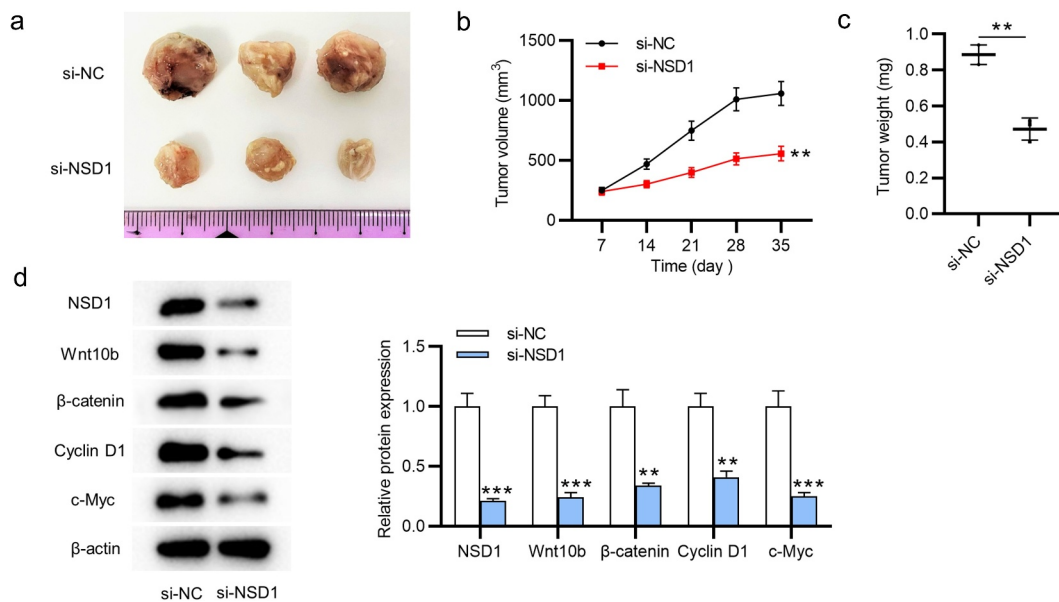 a
si-NC
si-NSD1
b
si-NC
si-NSD1
Tumor volume (mm³)
1500
1000
500
0
**
7 14 21 28 35
Time (day )
c
**
Tumor weight (mg)
1.0
0.8
0.6
0.4
0.2
0.0
si-NC
si-NSD1
d
NSD1
Wnt10b
β-catenin
Cyclin D1
c-Myc
β-actin
si-NC si-NSD1
si-NC
si-NSD1
Relative protein expression
1.5
1.0
0.5
0.0
*** *** ** ** ***
NSD1 Wnt10b β-catenin Cyclin D1 c-Myc